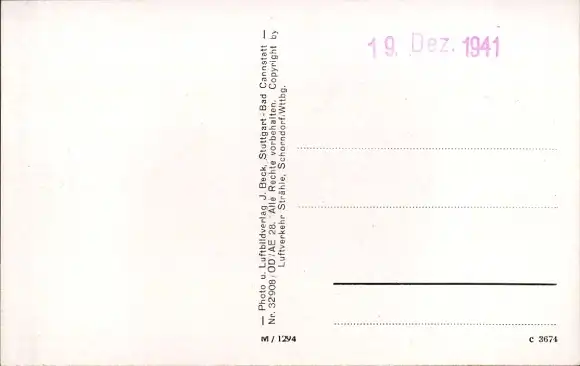 19. Dez. 1941
— Photo u. Luftbildverlag J. Beck, Stuttgart-Bad Cannstatt —
Nr. 32908/OD/AE 28. Alle Rechte vorbehalten. Copyright by
Luftverkehr Strähle, Schorndorf.Wttbg.
M / 1294
C 3674